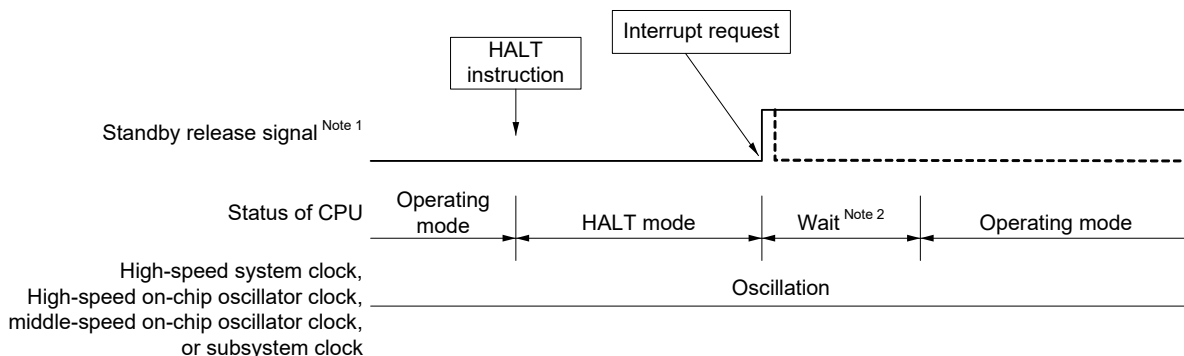 Interrupt request
HALT
instruction
Standby release signal Note 1
Status of CPU
Operating
mode
HALT mode
Wait Note 2
Operating mode
High-speed system clock,
High-speed on-chip oscillator clock,
middle-speed on-chip oscillator clock,
or subsystem clock
Oscillation